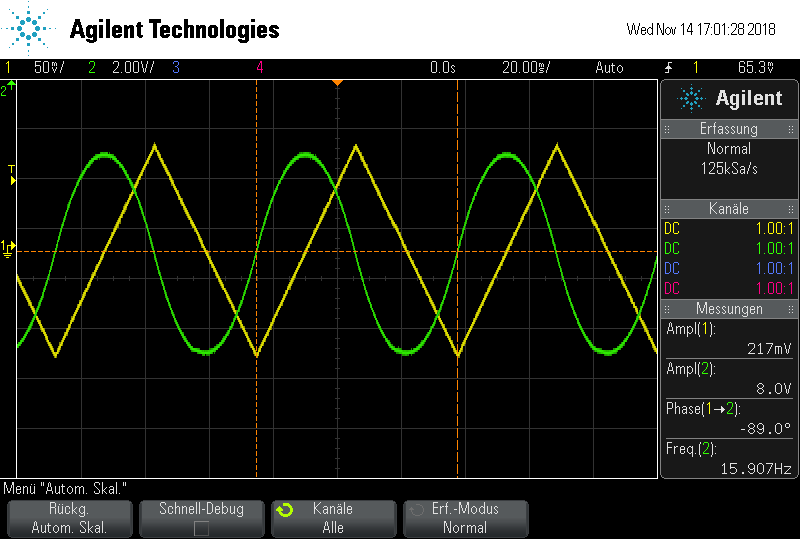 Agilent Technologies
Wed Nov 14 17:01:28 2018
1 50mV/ 2 2.00V/ 3 4 0.0s 20.00ms/ Auto 1 65.3mV
2
T
1
Agilent
Erfassung
Normal
125kSa/s
Kanäle
DC 1.00:1
DC 1.00:1
DC 1.00:1
DC 1.00:1
Messungen
Ampl(1):
217mV
Ampl(2):
8.0V
Phase(1→2):
-89.0°
Freq.(2):
15.907Hz
Menü "Autom. Skal."
Rückg.
Autom. Skal.
Schnell-Debug
Kanäle
Alle
Erf.-Modus
Normal